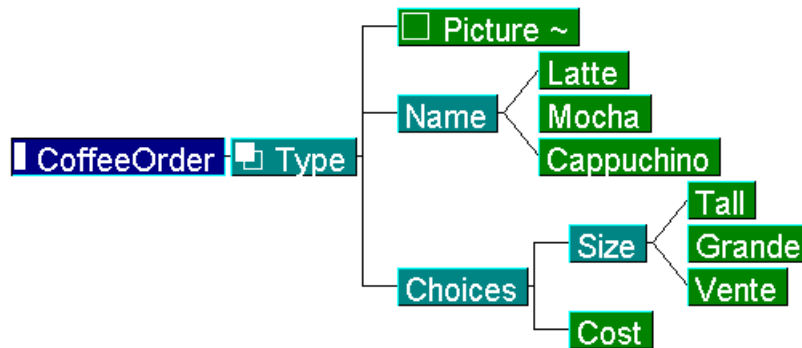 Picture ~
Latte
Name
Mocha
CoffeeOrder
Type
Cappuchino
Tall
Size
Grande
Choices
Vente
Cost